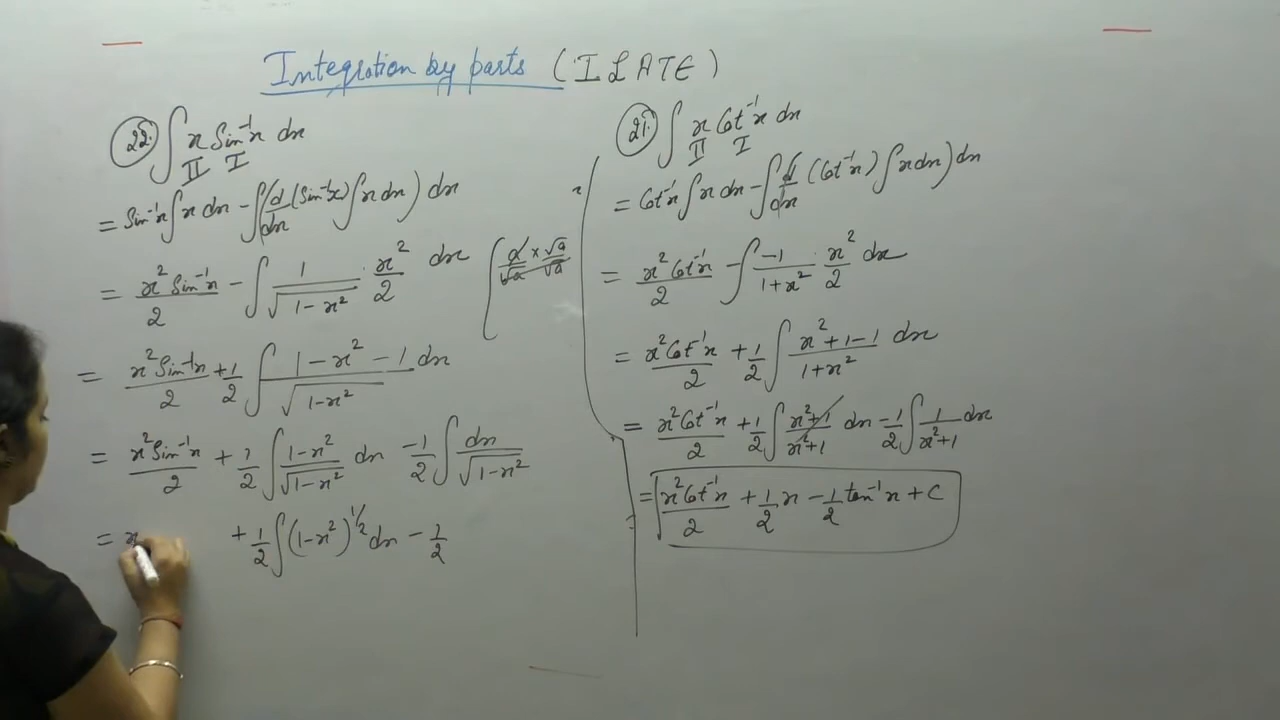 Integration by parts (ILATE)
22. ∫ x Sin⁻¹x dx
II I
= Sin⁻¹x ∫ x dx - ∫(d/dx (Sin⁻¹x) ∫ x dx) dx
= x² Sin⁻¹x / 2 - ∫ 1/√(1-x²) · x²/2 dx [a/√a × √a/√a
= x² Sin⁻¹x / 2 + 1/2 ∫ (1-x²-1)/√(1-x²) dx
= x² Sin⁻¹x / 2 + 1/2 ∫ (1-x²)/√(1-x²) dx - 1/2 ∫ dx/√(1-x²)
= x + 1/2 ∫ (1-x²)^1/2 dx - 1/2
21. ∫ x Cot⁻¹x dx
II I
= Cot⁻¹x ∫ x dx - ∫(d/dx (Cot⁻¹x) ∫ x dx) dx
= x² Cot⁻¹x / 2 - ∫ -1/(1+x²) · x²/2 dx
= x² Cot⁻¹x / 2 + 1/2 ∫ (x²+1-1)/(1+x²) dx
= x² Cot⁻¹x / 2 + 1/2 ∫ (x²+1)/(x²+1) dx - 1/2 ∫ 1/(x²+1) dx
= x² Cot⁻¹x / 2 + 1/2 x - 1/2 tan⁻¹x + C